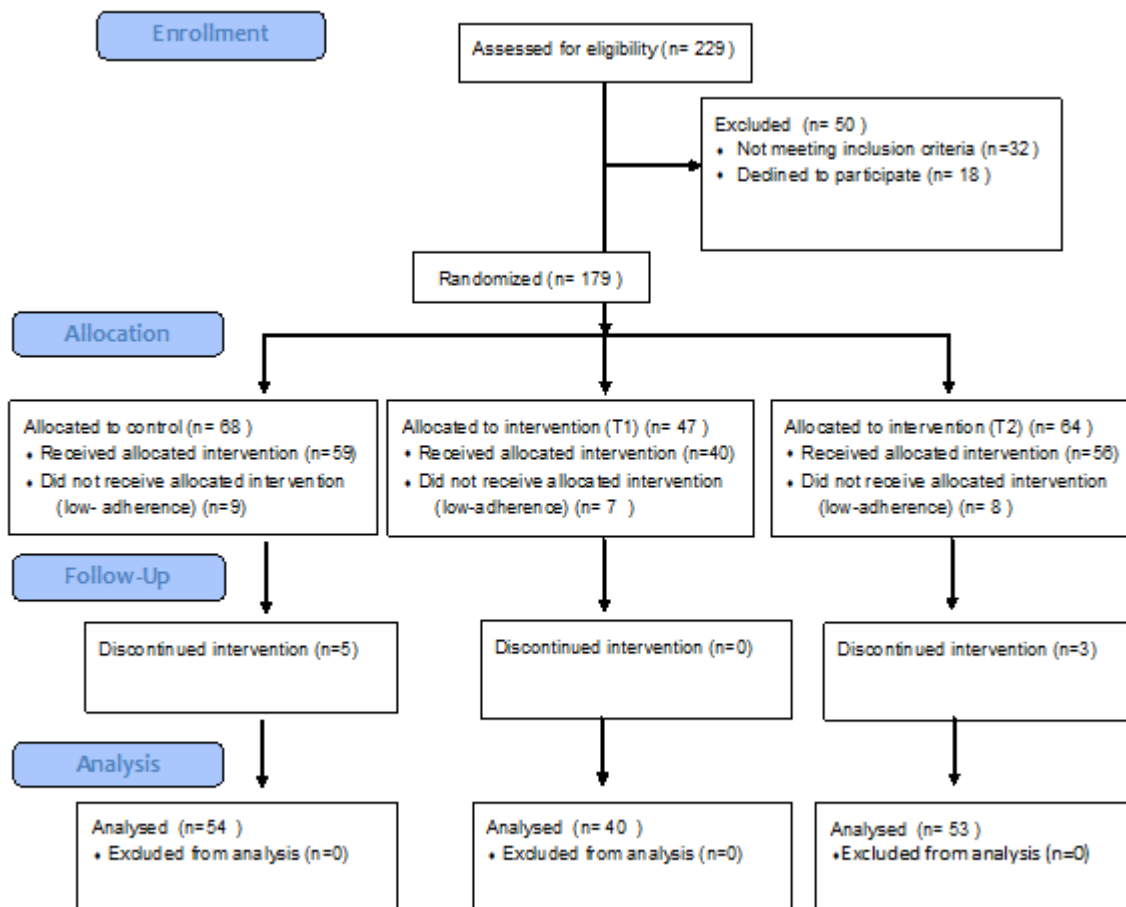 Enrollment
Assessed for eligibility (n= 229 )
Excluded (n= 50 )
• Not meeting inclusion criteria (n=32 )
• Declined to participate (n= 18 )
Randomized (n= 179 )
Allocation
Allocated to control (n= 68 )
• Received allocated intervention (n=59)
• Did not receive allocated intervention
(low- adherence) (n=9)
Allocated to intervention (T1) (n= 47 )
• Received allocated intervention (n=40)
• Did not receive allocated intervention
(low-adherence) (n= 7 )
Allocated to intervention (T2) (n= 64 )
• Received allocated intervention (n=56)
• Did not receive allocated intervention
(low-adherence) (n= 8 )
Follow-Up
Discontinued intervention (n=5)
Discontinued intervention (n=0)
Discontinued intervention (n=3)
Analysis
Analysed (n=54 )
• Excluded from analysis (n=0)
Analysed (n= 40 )
• Excluded from analysis (n=0)
Analysed (n= 53 )
•Excluded from analysis (n=0)